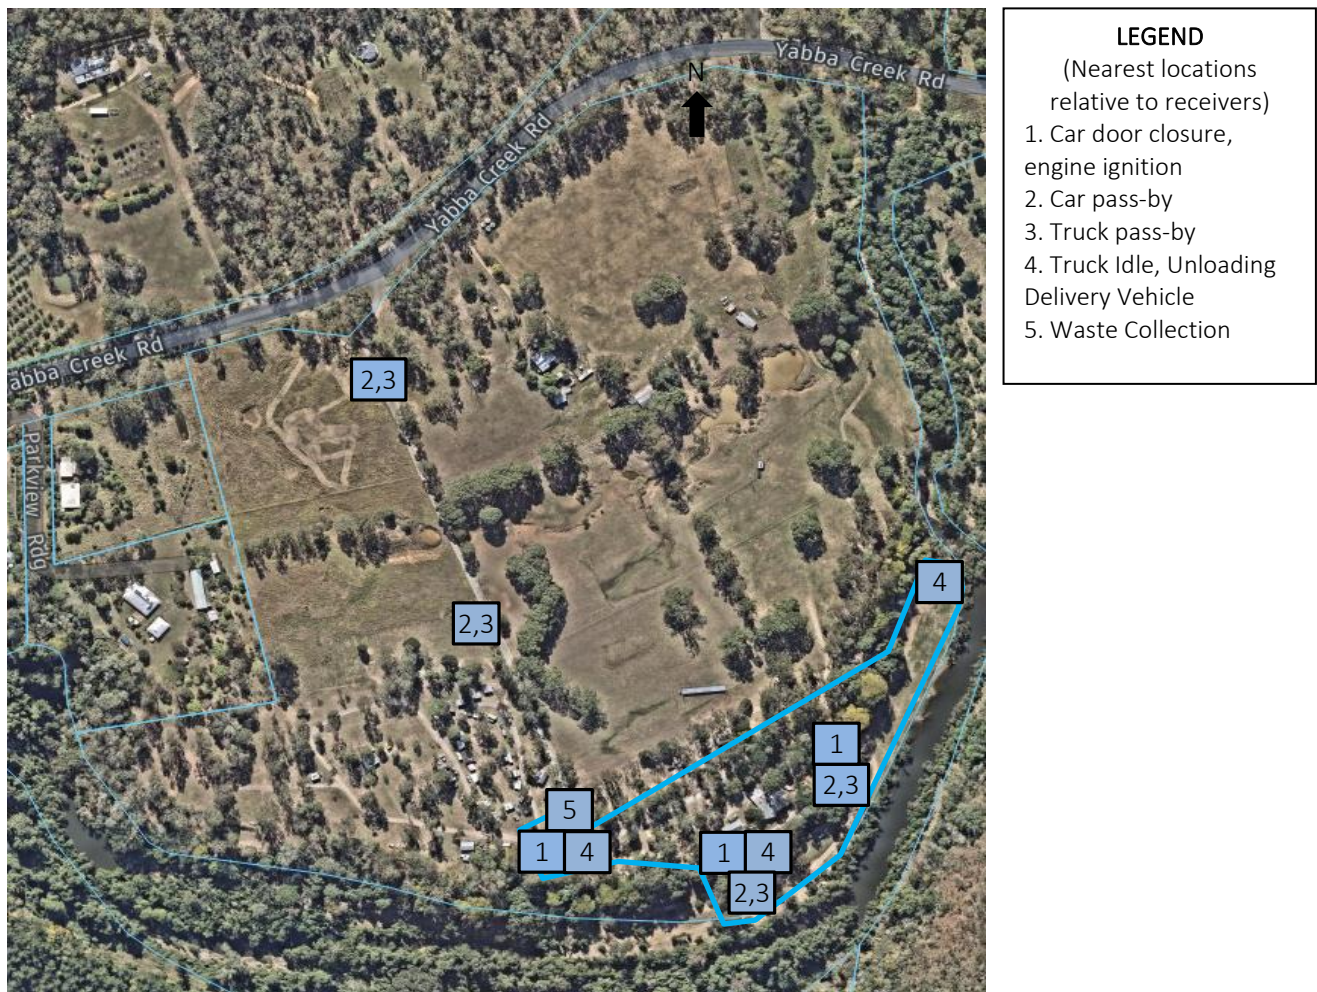 LEGEND
(Nearest locations
relative to receivers)
1. Car door closure,
engine ignition
2. Car pass-by
3. Truck pass-by
4. Truck Idle, Unloading
Delivery Vehicle
5. Waste Collection
Yabba Creek Rd
N
Yabba Creek Rd
abba Creek Rd
2,3
Parkview Rdg
4
2,3
1
2,3
5
1 4
1 4
2,3